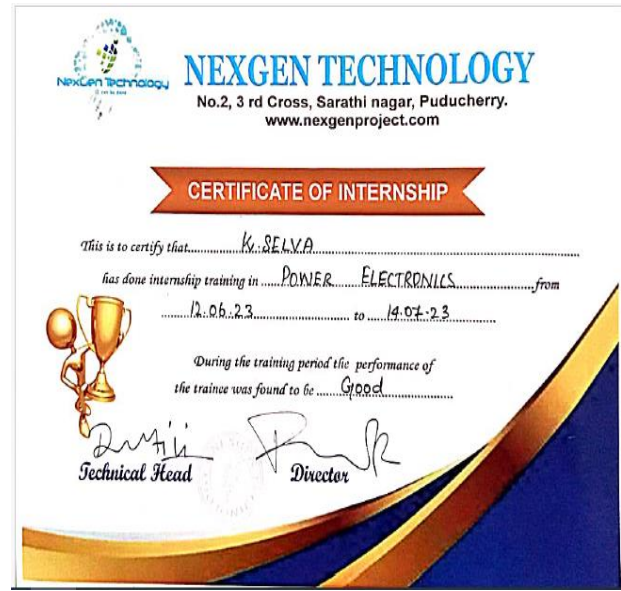 NexGen Technology
NEXGEN TECHNOLOGY
No.2, 3 rd Cross, Sarathi nagar, Puducherry.
www.nexgenproject.com
CERTIFICATE OF INTERNSHIP
This is to certify that K. SELVA
has done internship training in POWER ELECTRONICS from
12.06.23 to 14.07.23
During the training period the performance of
the trainee was found to be Good
Technical Head Director